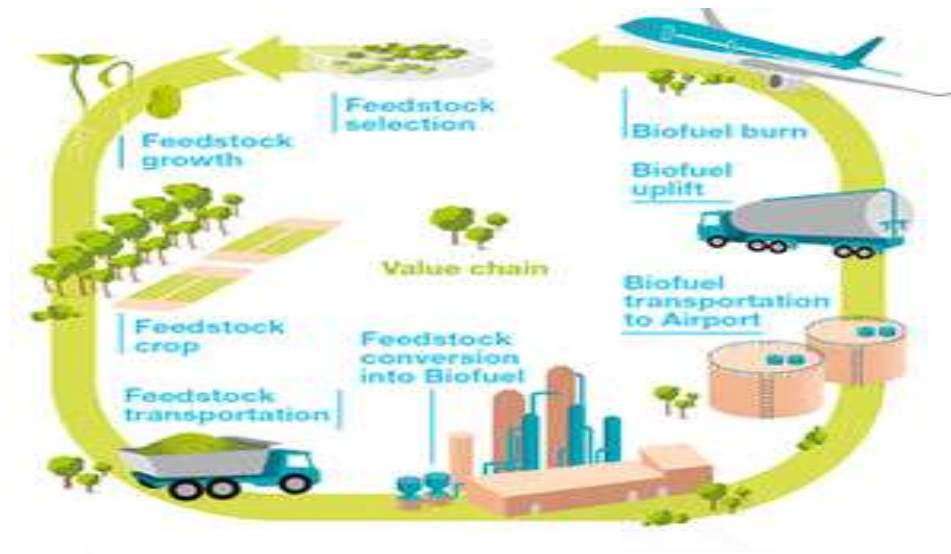 Feedstock
selection
Feedstock
growth
Biofuel burn
Biofuel
uplift
Value chain
Biofuel
transportation
to Airport
Feedstock
crop
Feedstock
conversion
into Biofuel
Feedstock
transportation